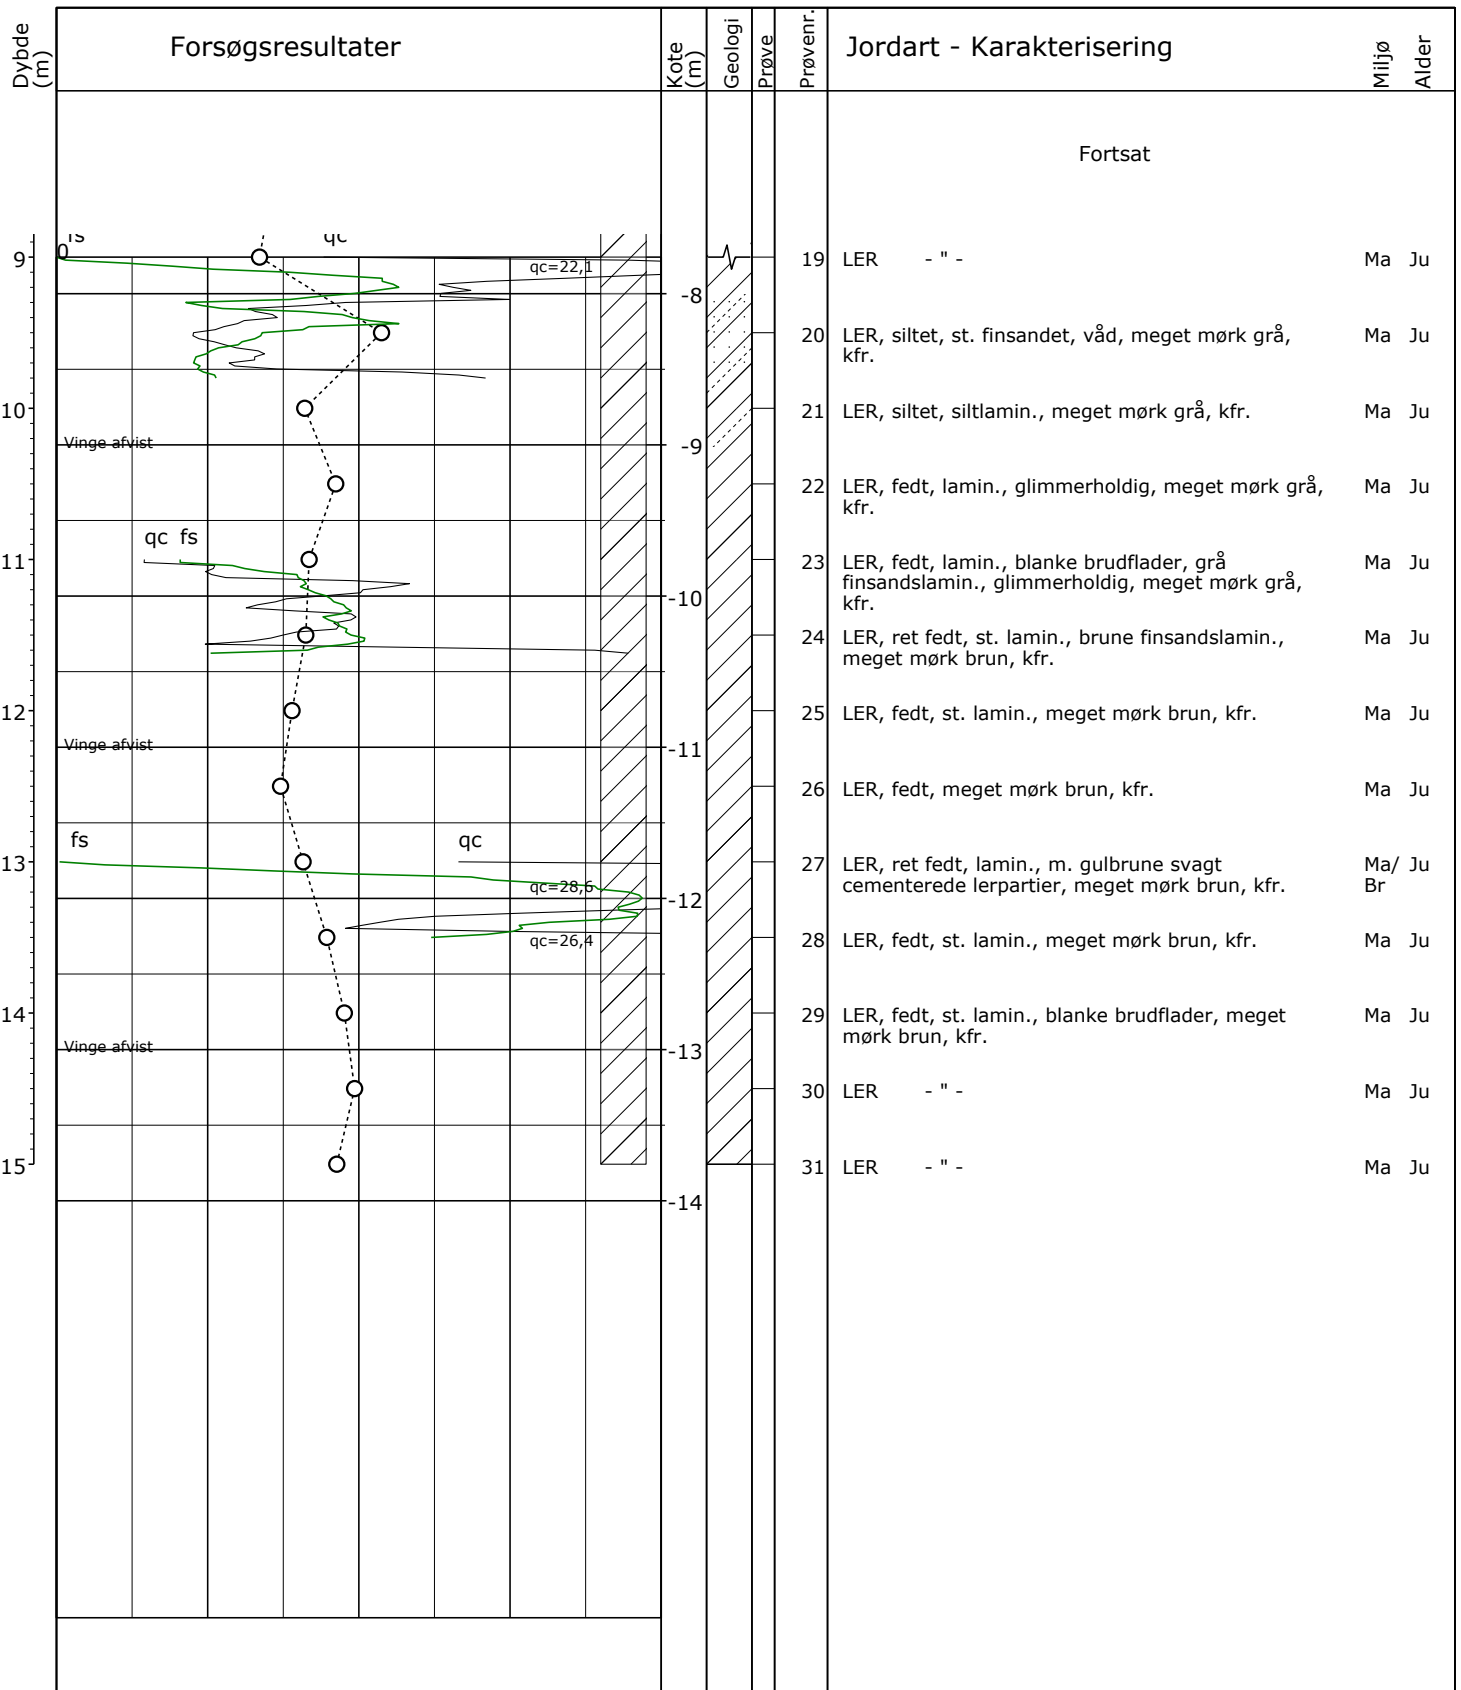 Dybde (m)
Forsøgsresultater
Kote (m)
Geologi
Prøve
Prøvenr.
Jordart - Karakterisering
Miljø
Alder
Fortsat
fs
qc
0
9
qc=22,1
19 LER - " - Ma Ju
-8
20 LER, siltet, st. finsandet, våd, meget mørk grå, Ma Ju
kfr.
10
21 LER, siltet, siltlamin., meget mørk grå, kfr. Ma Ju
Vinge afvist
-9
22 LER, fedt, lamin., glimmerholdig, meget mørk grå, Ma Ju
kfr.
qc fs
11
23 LER, fedt, lamin., blanke brudflader, grå Ma Ju
finsandslamin., glimmerholdig, meget mørk grå,
kfr.
-10
24 LER, ret fedt, st. lamin., brune finsandslamin., Ma Ju
meget mørk brun, kfr.
12
25 LER, fedt, st. lamin., meget mørk brun, kfr. Ma Ju
Vinge afvist
-11
26 LER, fedt, meget mørk brun, kfr. Ma Ju
fs
qc
13
27 LER, ret fedt, lamin., m. gulbrune svagt Ma/ Ju
cementerede lerpartier, meget mørk brun, kfr. Br
qc=28,6
-12
qc=26,4
28 LER, fedt, st. lamin., meget mørk brun, kfr. Ma Ju
14
29 LER, fedt, st. lamin., blanke brudflader, meget Ma Ju
mørk brun, kfr.
Vinge afvist
-13
30 LER - " - Ma Ju
15
31 LER - " - Ma Ju
-14